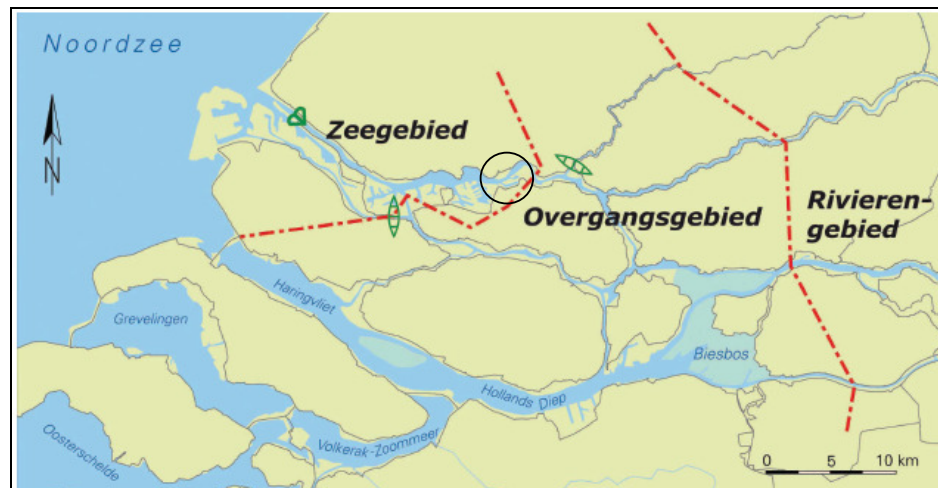 Noordzee
N
Zeegebied
Overgangsgebied
Rivieren-
gebied
Haringvliet
Grevelingen
Biesbos
Hollands Diep
Volkerak-Zoommeer
Oosterschelde
0 5 10 km